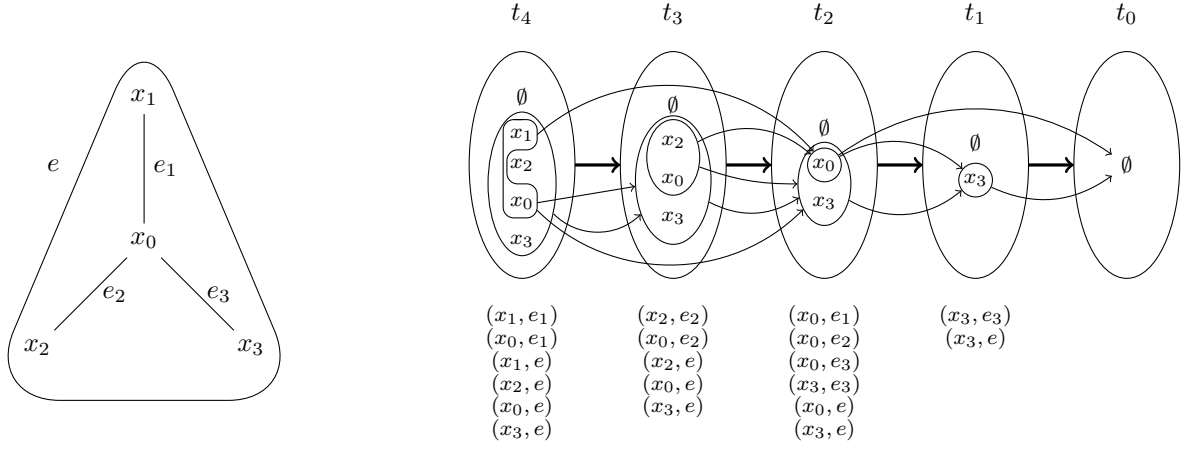 x₁
e
e₁
x₀
e₂
e₃
x₂
x₃
t₄
t₃
t₂
t₁
t₀
∅
x₁
x₂
x₀
x₃
∅
x₂
x₀
x₃
∅
x₀
x₃
∅
x₃
∅
(x₁, e₁)
(x₀, e₁)
(x₁, e)
(x₂, e)
(x₀, e)
(x₃, e)
(x₂, e₂)
(x₀, e₂)
(x₂, e)
(x₀, e)
(x₃, e)
(x₀, e₁)
(x₀, e₂)
(x₀, e₃)
(x₃, e₃)
(x₀, e)
(x₃, e)
(x₃, e₃)
(x₃, e)